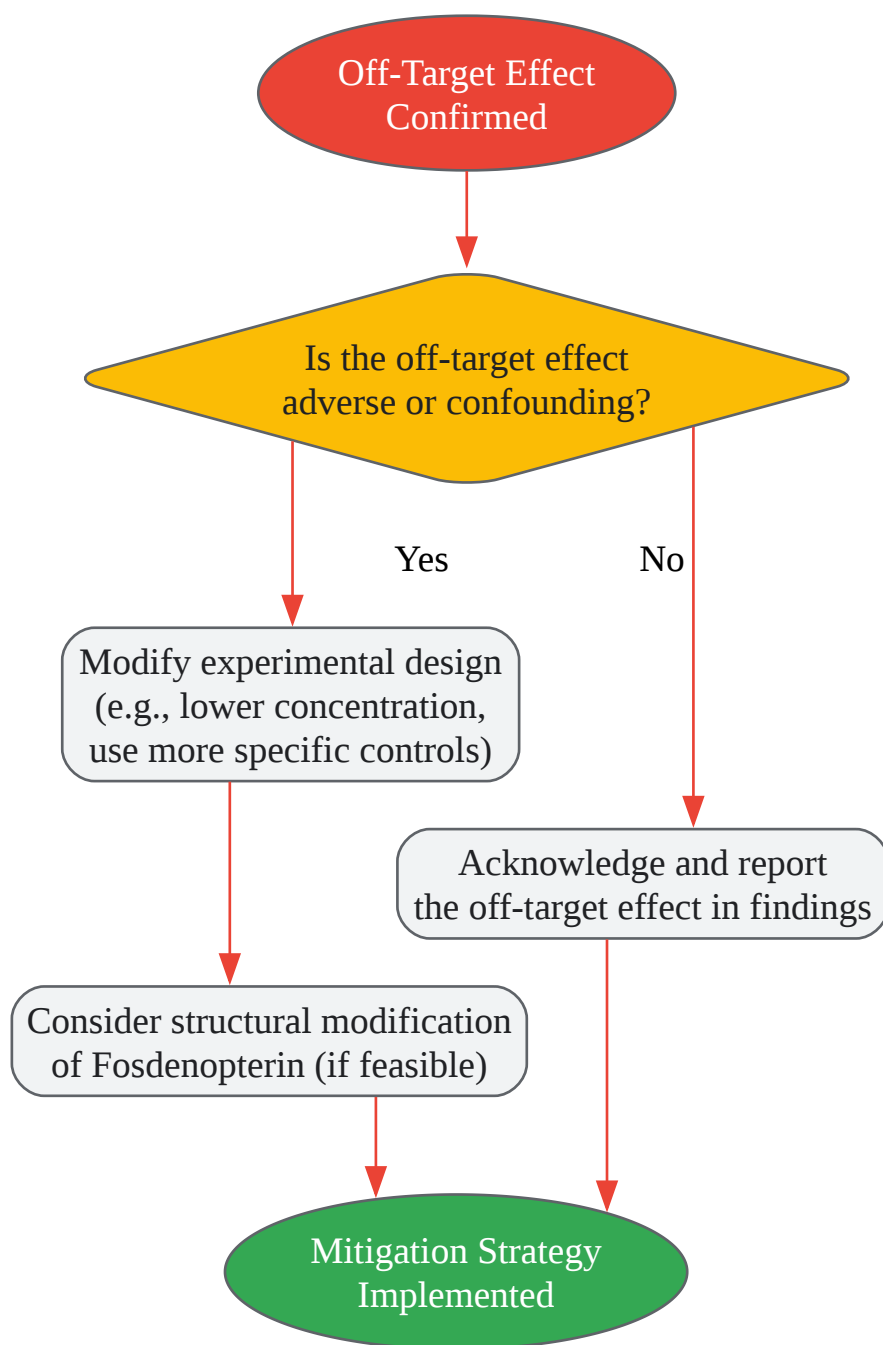 Off-Target Effect
Confirmed
Is the off-target effect
adverse or confounding?
Yes
No
Modify experimental design
(e.g., lower concentration,
use more specific controls)
Acknowledge and report
the off-target effect in findings
Consider structural modification
of Fosdenopterin (if feasible)
Mitigation Strategy
Implemented